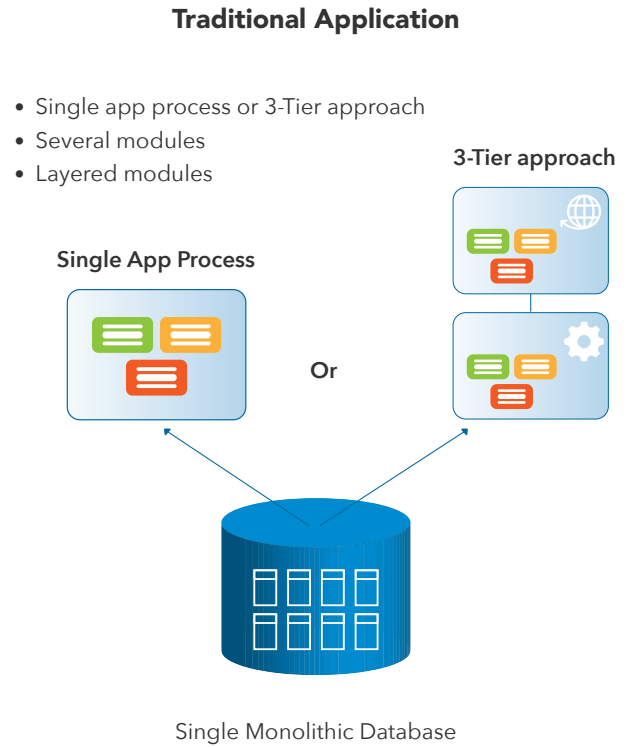 Traditional Application
• Single app process or 3-Tier approach
• Several modules
• Layered modules
3-Tier approach
Single App Process
Or
Single Monolithic Database